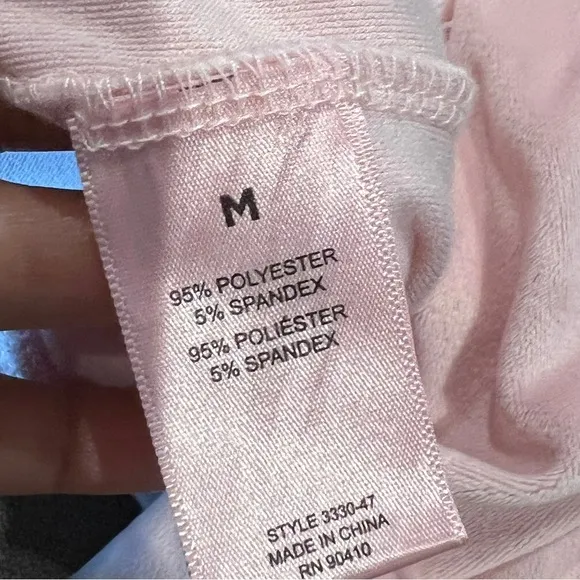 M
95% POLYESTER
5% SPANDEX
95% POLIÉSTER
5% SPANDEX
STYLE 3330-47
MADE IN CHINA
RN 90410